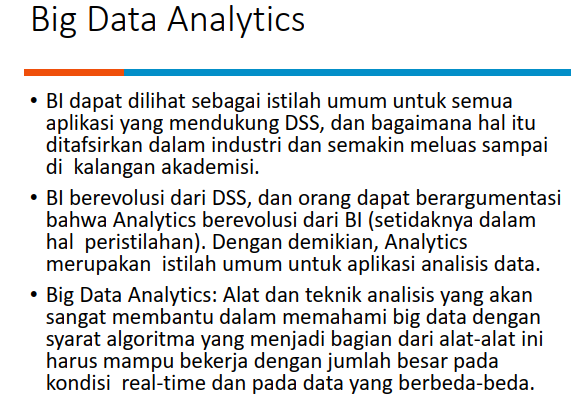 Big Data Analytics
• BI dapat dilihat sebagai istilah umum untuk semua
aplikasi yang mendukung DSS, dan bagaimana hal itu
ditafsirkan dalam industri dan semakin meluas sampai
di kalangan akademisi.
• BI berevolusi dari DSS, dan orang dapat berargumentasi
bahwa Analytics berevolusi dari BI (setidaknya dalam
hal peristilahan). Dengan demikian, Analytics
merupakan istilah umum untuk aplikasi analisis data.
• Big Data Analytics: Alat dan teknik analisis yang akan
sangat membantu dalam memahami big data dengan
syarat algoritma yang menjadi bagian dari alat-alat ini
harus mampu bekerja dengan jumlah besar pada
kondisi real-time dan pada data yang berbeda-beda.